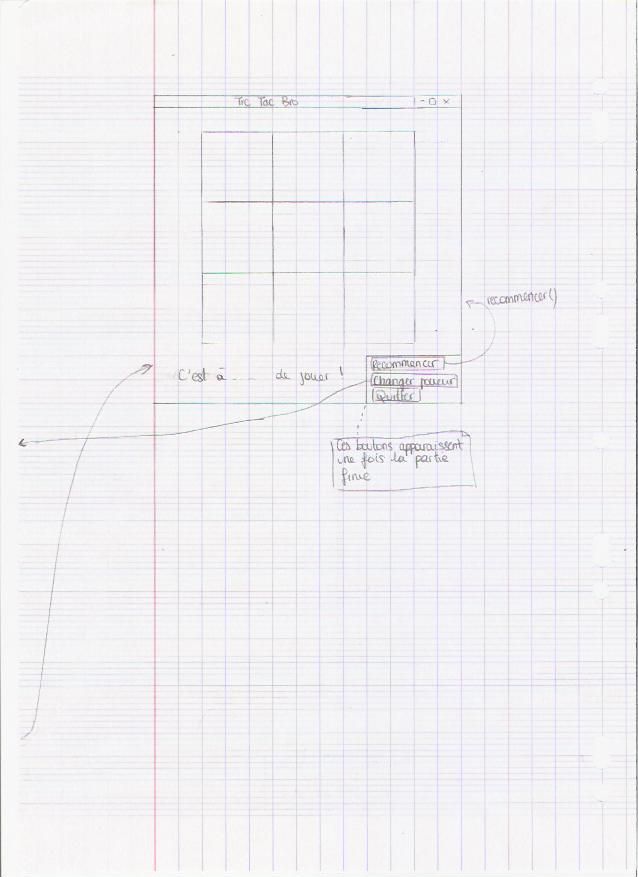 Tic Tac Bro
recommencer()
Recommencer
C'est à .... de jouer !
Changer joueur
Quitter
Ces boutons apparaissent
une fois la partie
finie